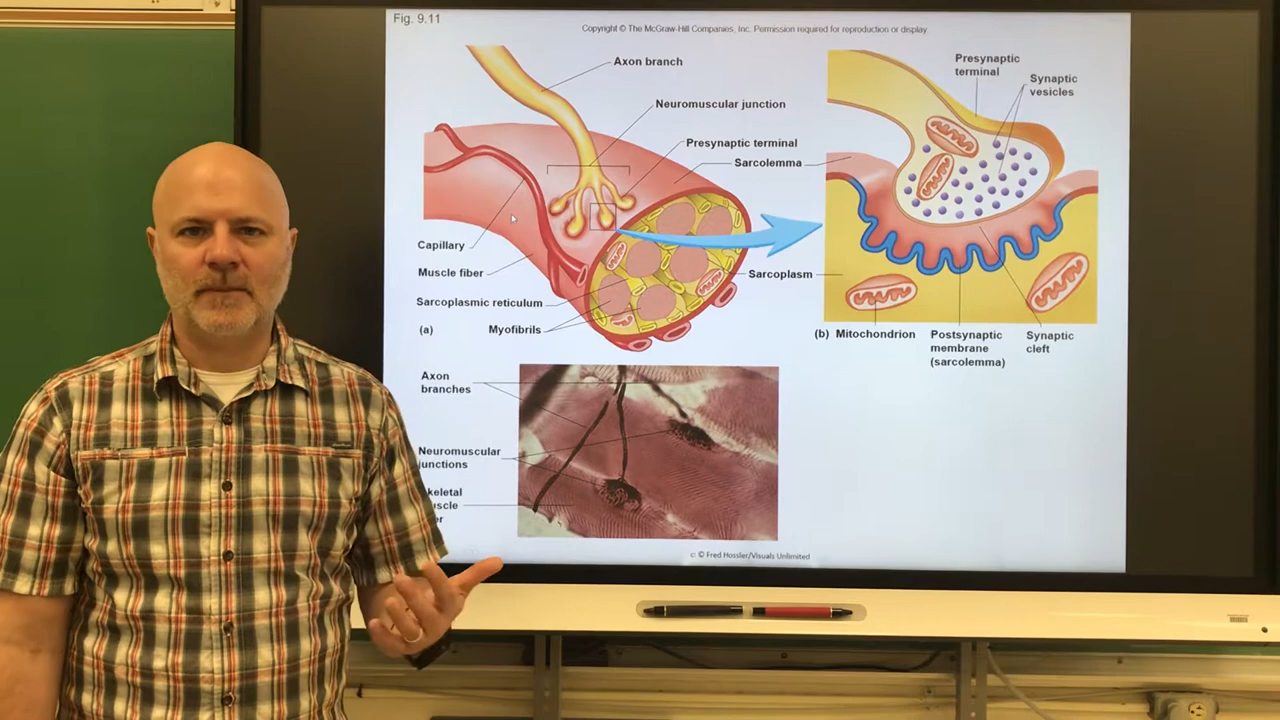 Fig. 9.11
Copyright © The McGraw-Hill Companies, Inc. Permission required for reproduction or display
Axon branch
Neuromuscular junction
Presynaptic terminal
Sarcolemma
Capillary
Muscle fiber
Sarcoplasmic reticulum
Sarcoplasm
(a)
Myofibrils
Presynaptic
terminal
Synaptic
vesicles
(b) Mitochondrion
Postsynaptic
membrane
(sarcolemma)
Synaptic
cleft
Axon
branches
Neuromuscular
junctions
keletal
uscle
er
c: © Fred Hossler/Visuals Unlimited